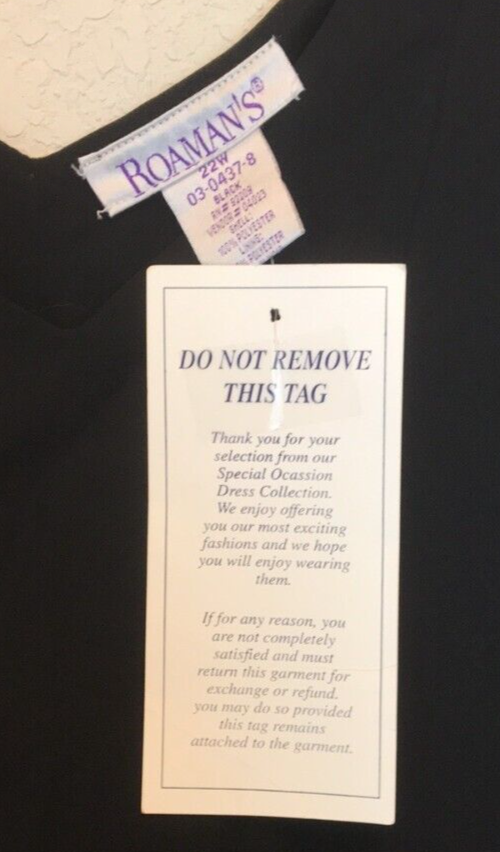 ROAMAN'S®
22W
03-0437-8
BLACK
VENDOR# 04023
SHELL:
100% POLYESTER
LINING:
POLYESTER
DO NOT REMOVE
THIS TAG
Thank you for your
selection from our
Special Ocassion
Dress Collection.
We enjoy offering
you our most exciting
fashions and we hope
you will enjoy wearing
them.
If for any reason, you
are not completely
satisfied and must
return this garment for
exchange or refund.
you may do so provided
this tag remains
attached to the garment.